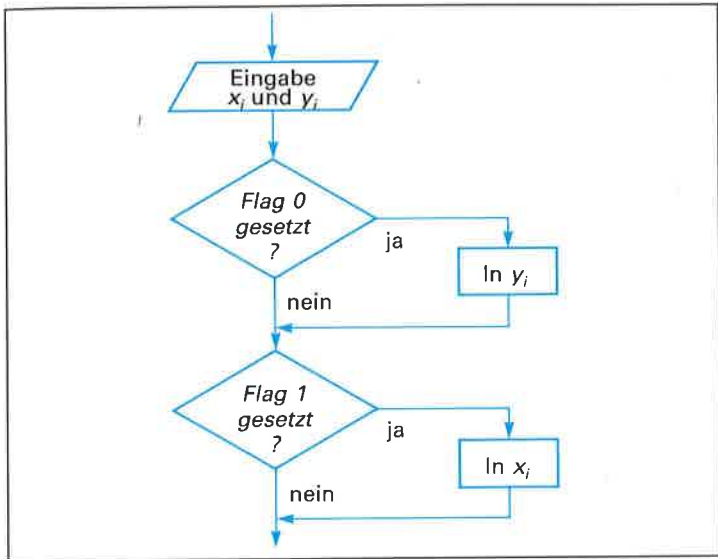 Eingabe
xᵢ und yᵢ
Flag 0
gesetzt
?
ja
ln yᵢ
nein
Flag 1
gesetzt
?
ja
ln xᵢ
nein